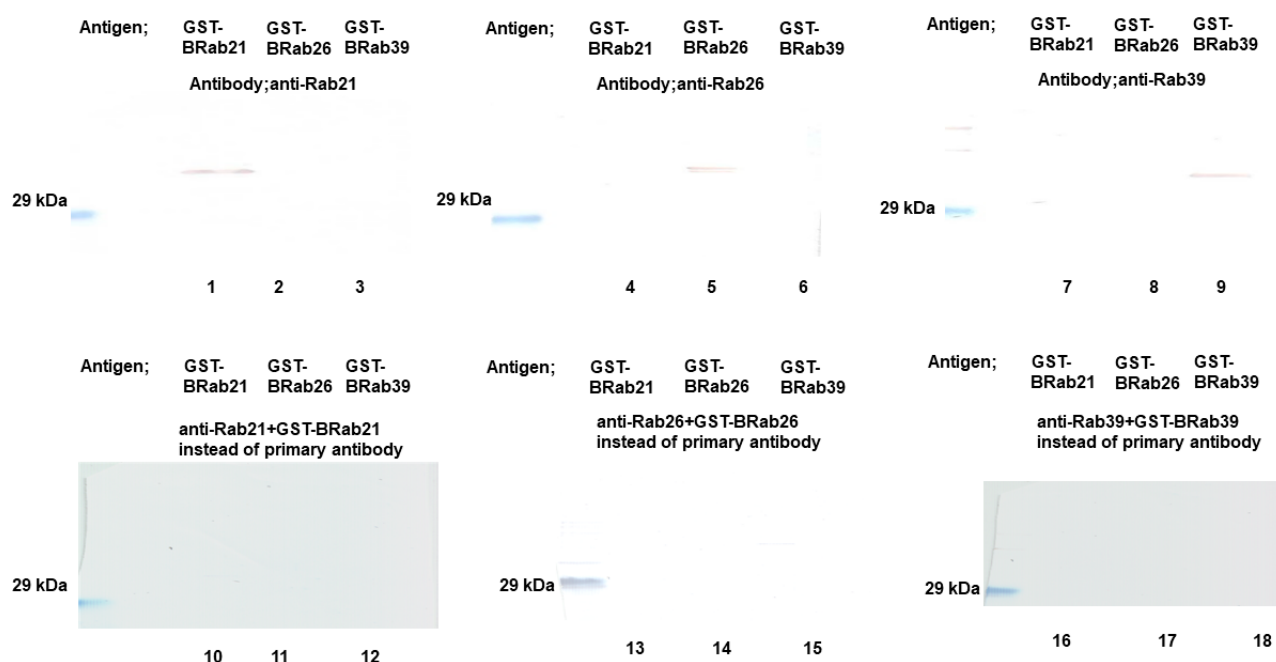 Antigen; GST- GST- GST-
BRab21 BRab26 BRab39
Antibody;anti-Rab21
29 kDa
1 2 3
Antigen; GST- GST- GST-
BRab21 BRab26 BRab39
Antibody;anti-Rab26
29 kDa
4 5 6
Antigen; GST- GST- GST-
BRab21 BRab26 BRab39
Antibody;anti-Rab39
29 kDa
7 8 9
Antigen; GST- GST- GST-
BRab21 BRab26 BRab39
anti-Rab21+GST-BRab21
instead of primary antibody
29 kDa
10 11 12
Antigen; GST- GST- GST-
BRab21 BRab26 BRab39
anti-Rab26+GST-BRab26
instead of primary antibody
29 kDa
13 14 15
Antigen; GST- GST- GST-
BRab21 BRab26 BRab39
anti-Rab39+GST-BRab39
instead of primary antibody
29 kDa
16 17 18